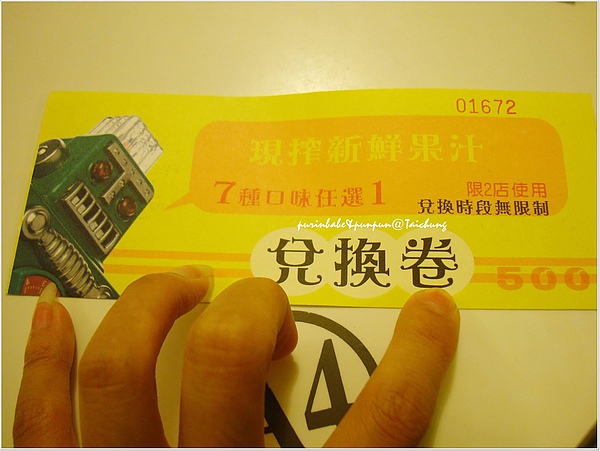 01672
現搾新鮮果汁
7種口味任選1
限2店使用
兌換時段無限制
purinbabe&punpun@Taichung
兌換卷
500
A4